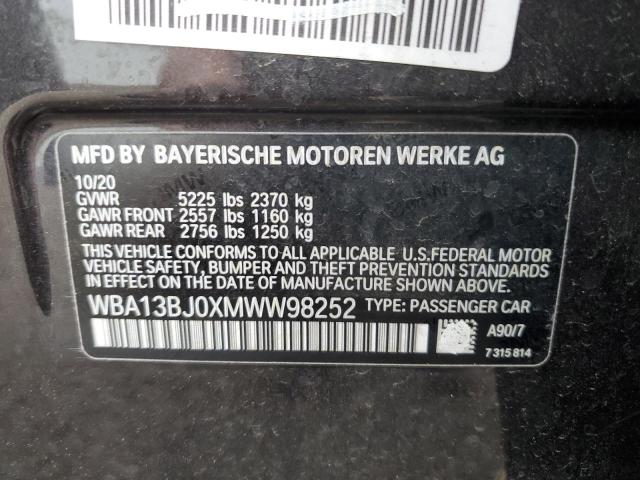 MFD BY BAYERISCHE MOTOREN WERKE AG
10/20
GVWR 5225 lbs 2370 kg
GAWR FRONT 2557 lbs 1160 kg
GAWR REAR 2756 lbs 1250 kg
THIS VEHICLE CONFORMS TO ALL APPLICABLE U.S.FEDERAL MOTOR
VEHICLE SAFETY, BUMPER AND THEFT PREVENTION STANDARDS
IN EFFECT ON THE DATE OF MANUFACTURE SHOWN ABOVE.
WBA13BJ0XMWW98252 TYPE: PASSENGER CAR
A90/7
7 315 814